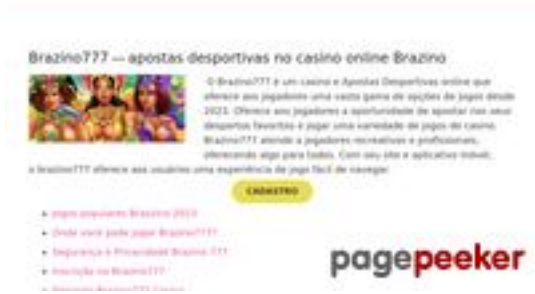 Brazino777 — apostas desportivas no casino online Brazino
O Brazino777 é um casino e Apostas Desportivas online que
oferece aos jogadores uma vasta gama de opções de jogos desde
2023. Oferece aos jogadores a oportunidade de apostar nos seus
desportos favoritos e jogar uma variedade de jogos de casino.
Brazino777 atende a jogadores recreativos e profissionais,
oferecendo algo para todos. Com seu site e aplicativo móvel,
o brazino777 oferece aos usuários uma experiência de jogo fácil de navegar.
CADASTRO
Jogos populares Brazzino 2023
Onde você pode jogar Brazino777?
Segurança e Privacidade Brazino 777
Inscrição no Brazino777
Brazino777
pagepeeker